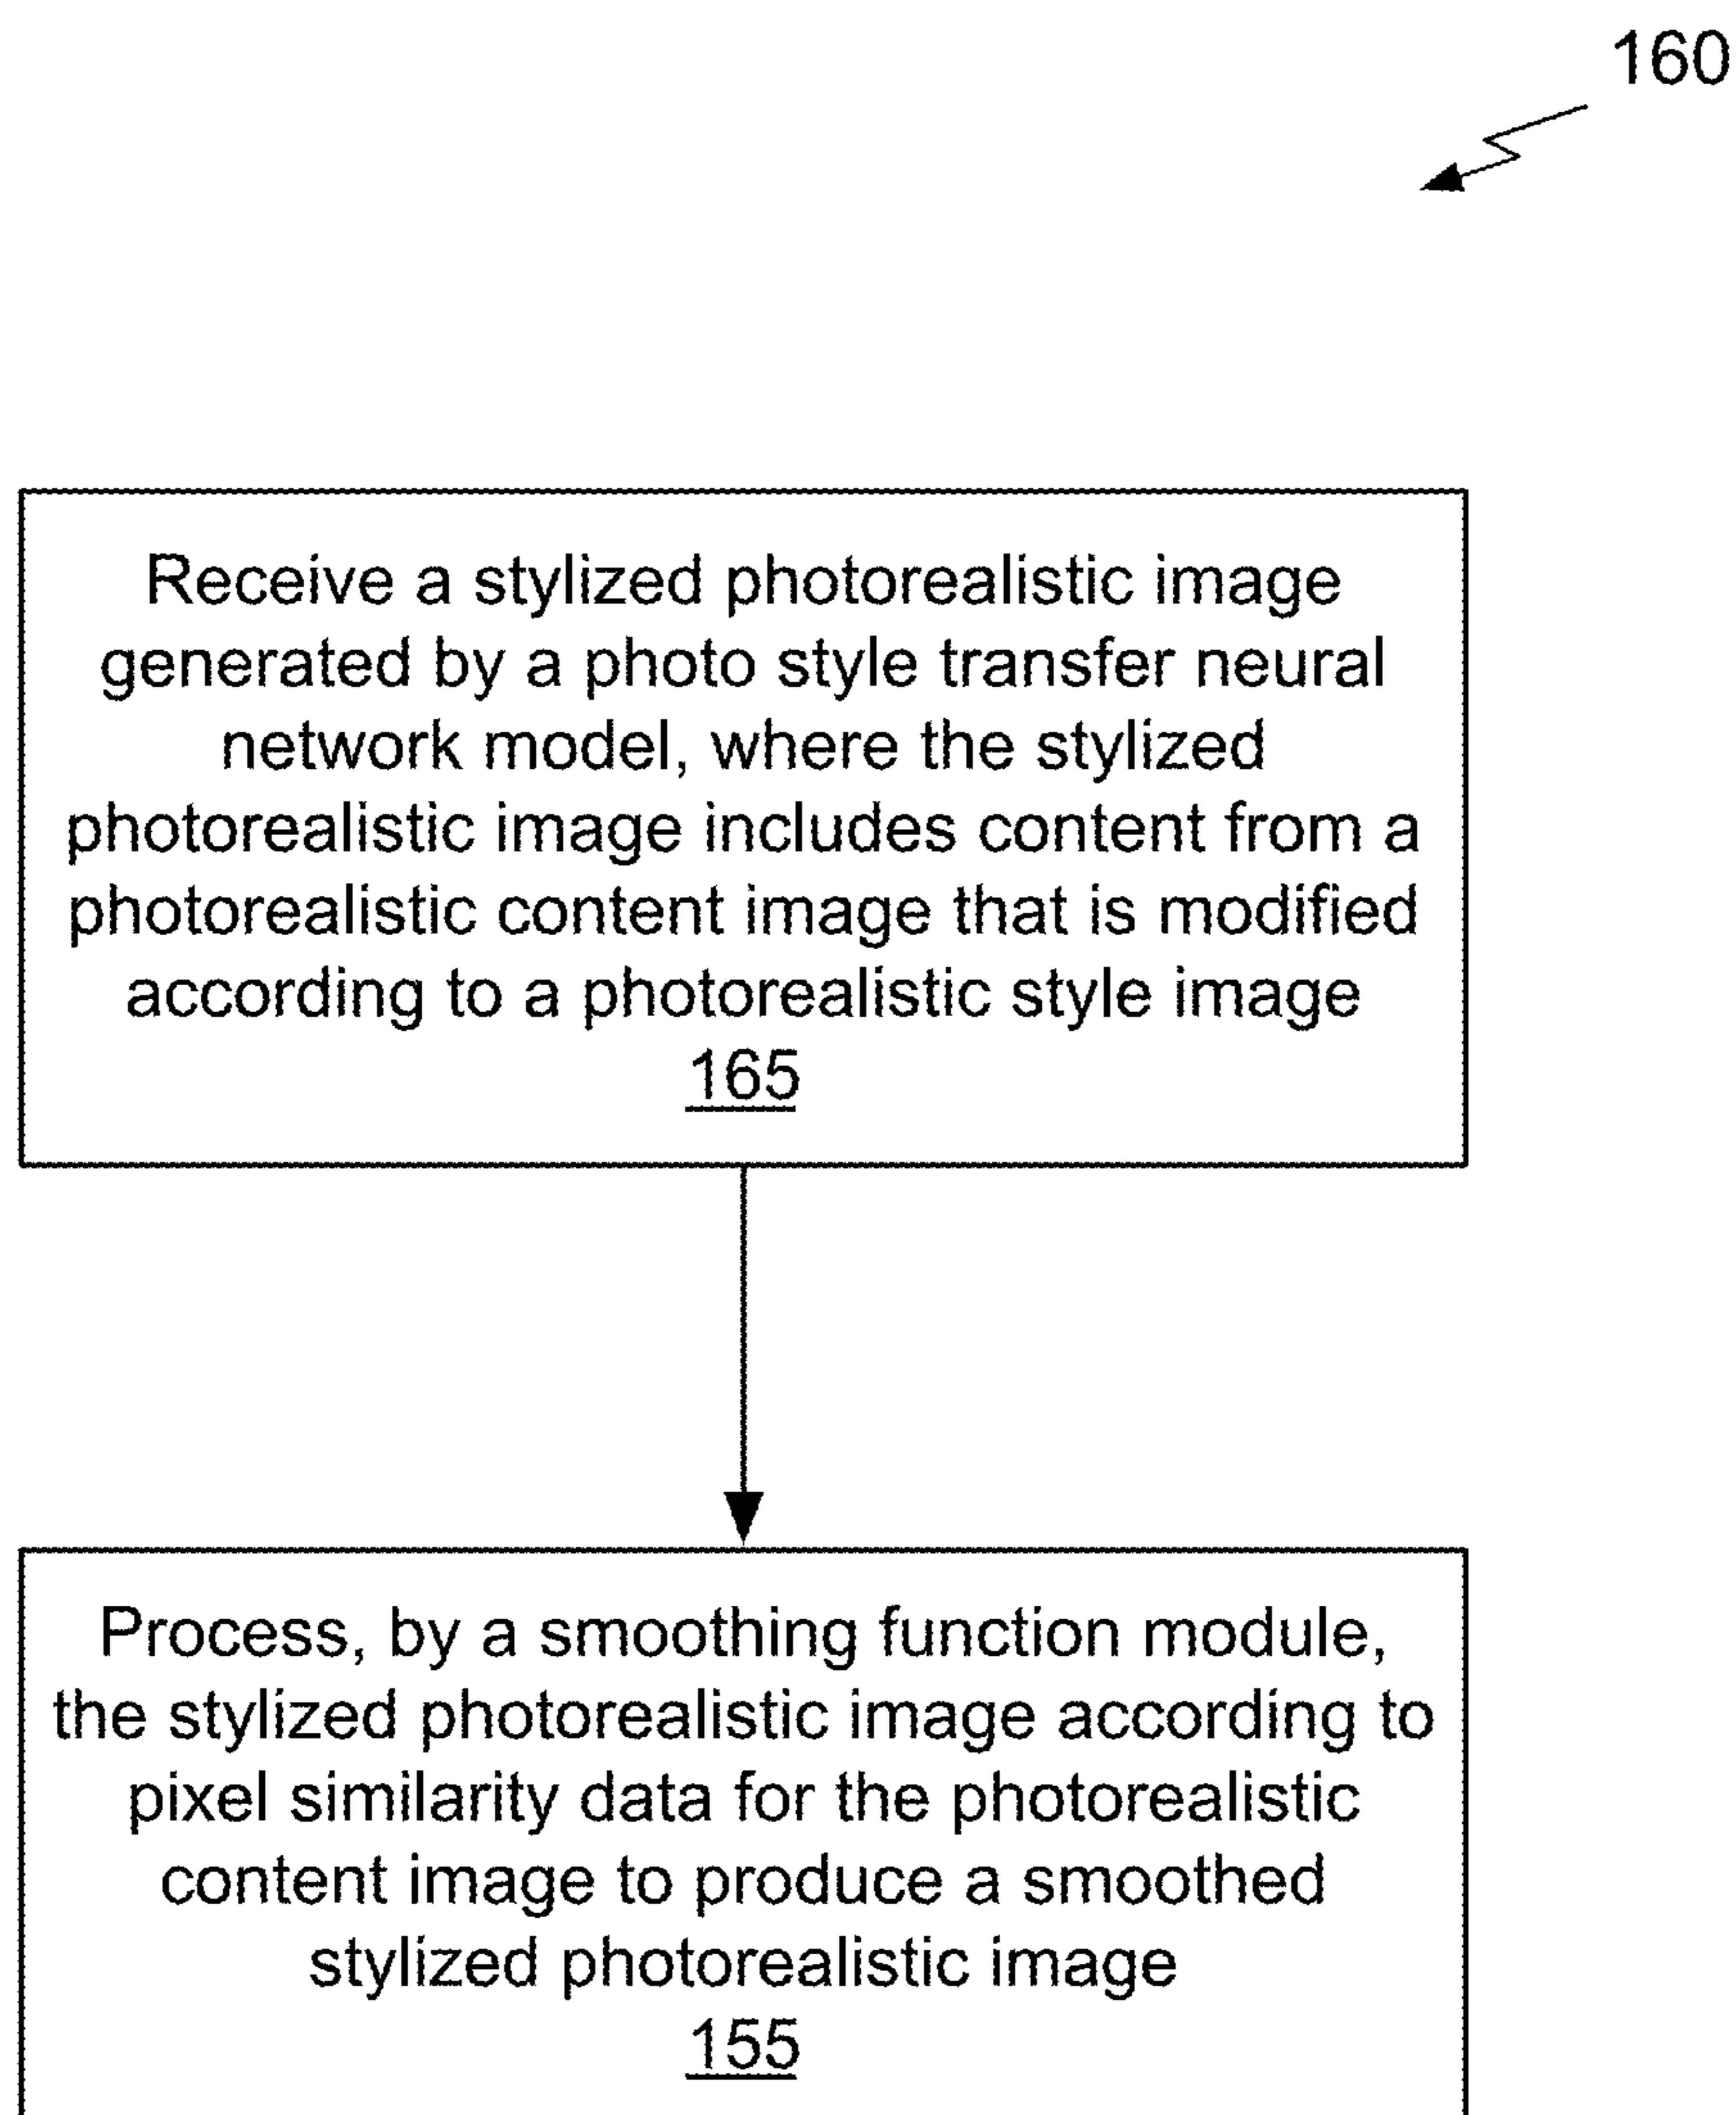 160
Receive a stylized photorealistic image
generated by a photo style transfer neural
network model, where the stylized
photorealistic image includes content from a
photorealistic content image that is modified
according to a photorealistic style image
165
Process, by a smoothing function module,
the stylized photorealistic image according to
pixel similarity data for the photorealistic
content image to produce a smoothed
stylized photorealistic image
155